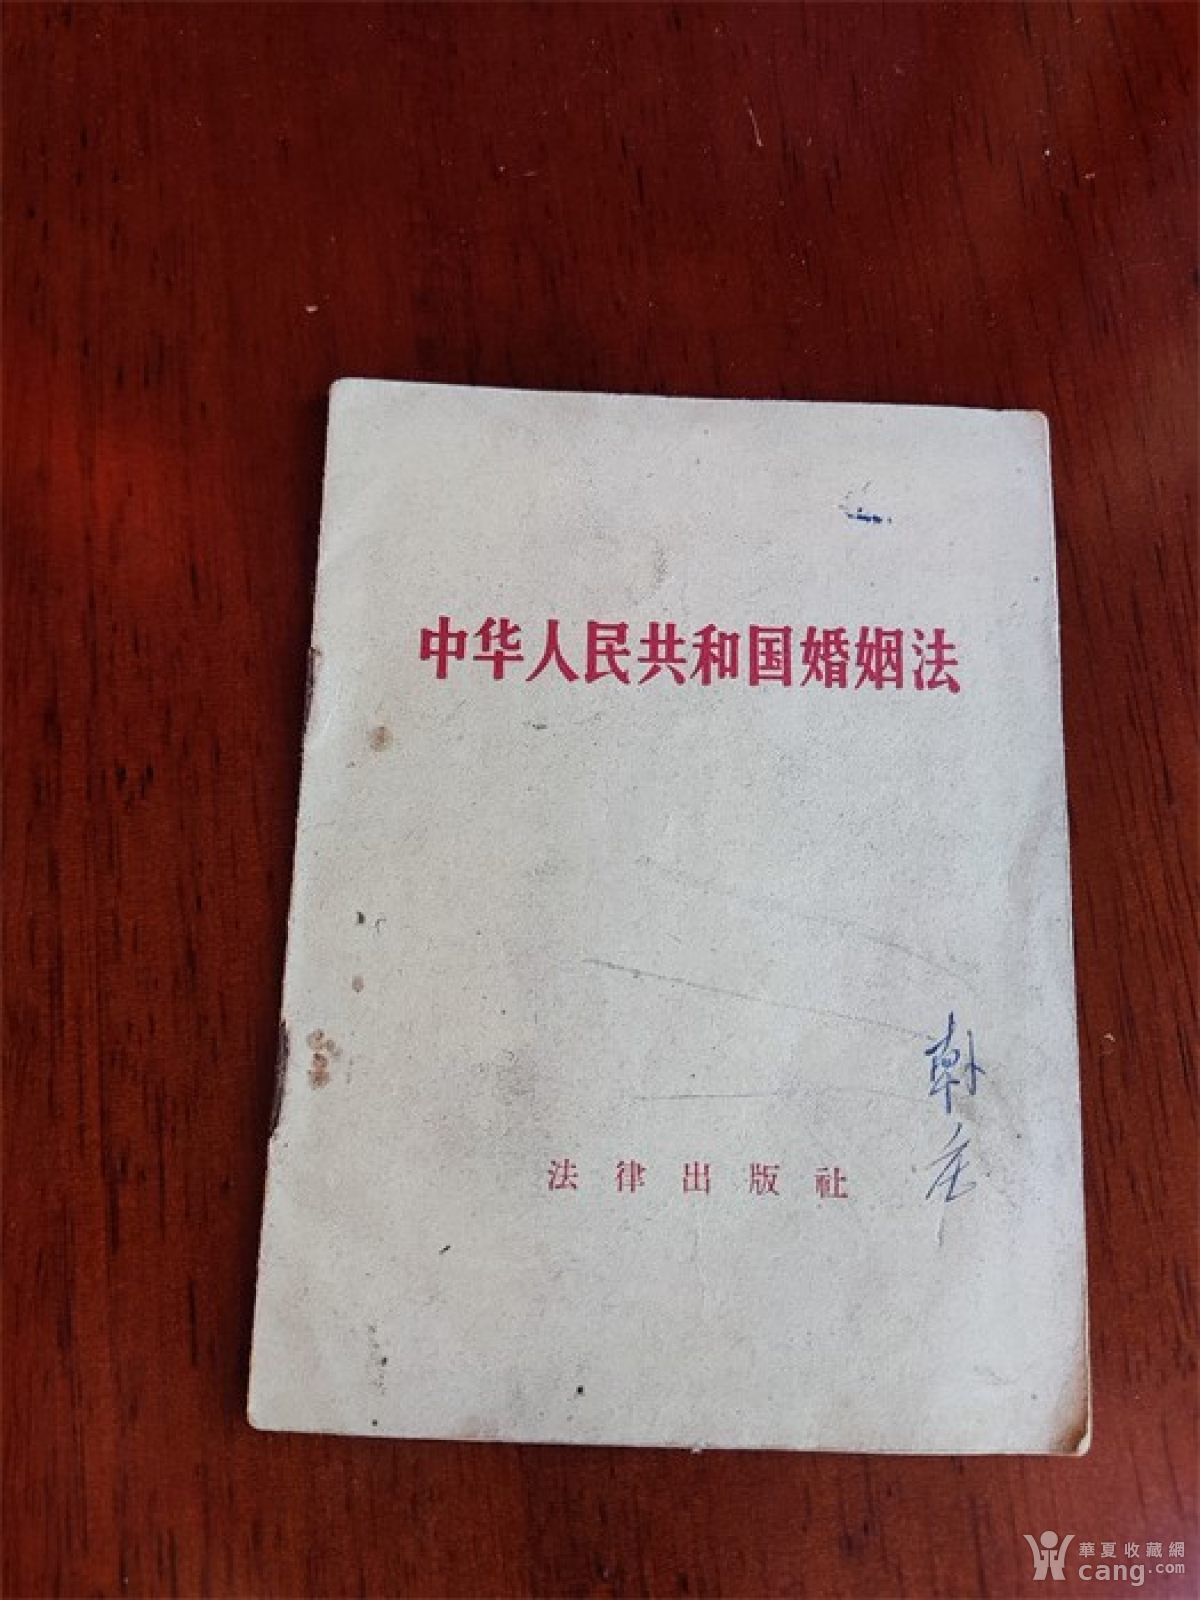 中华人民共和国婚姻法
法律出版社
華夏收藏網
cang.com